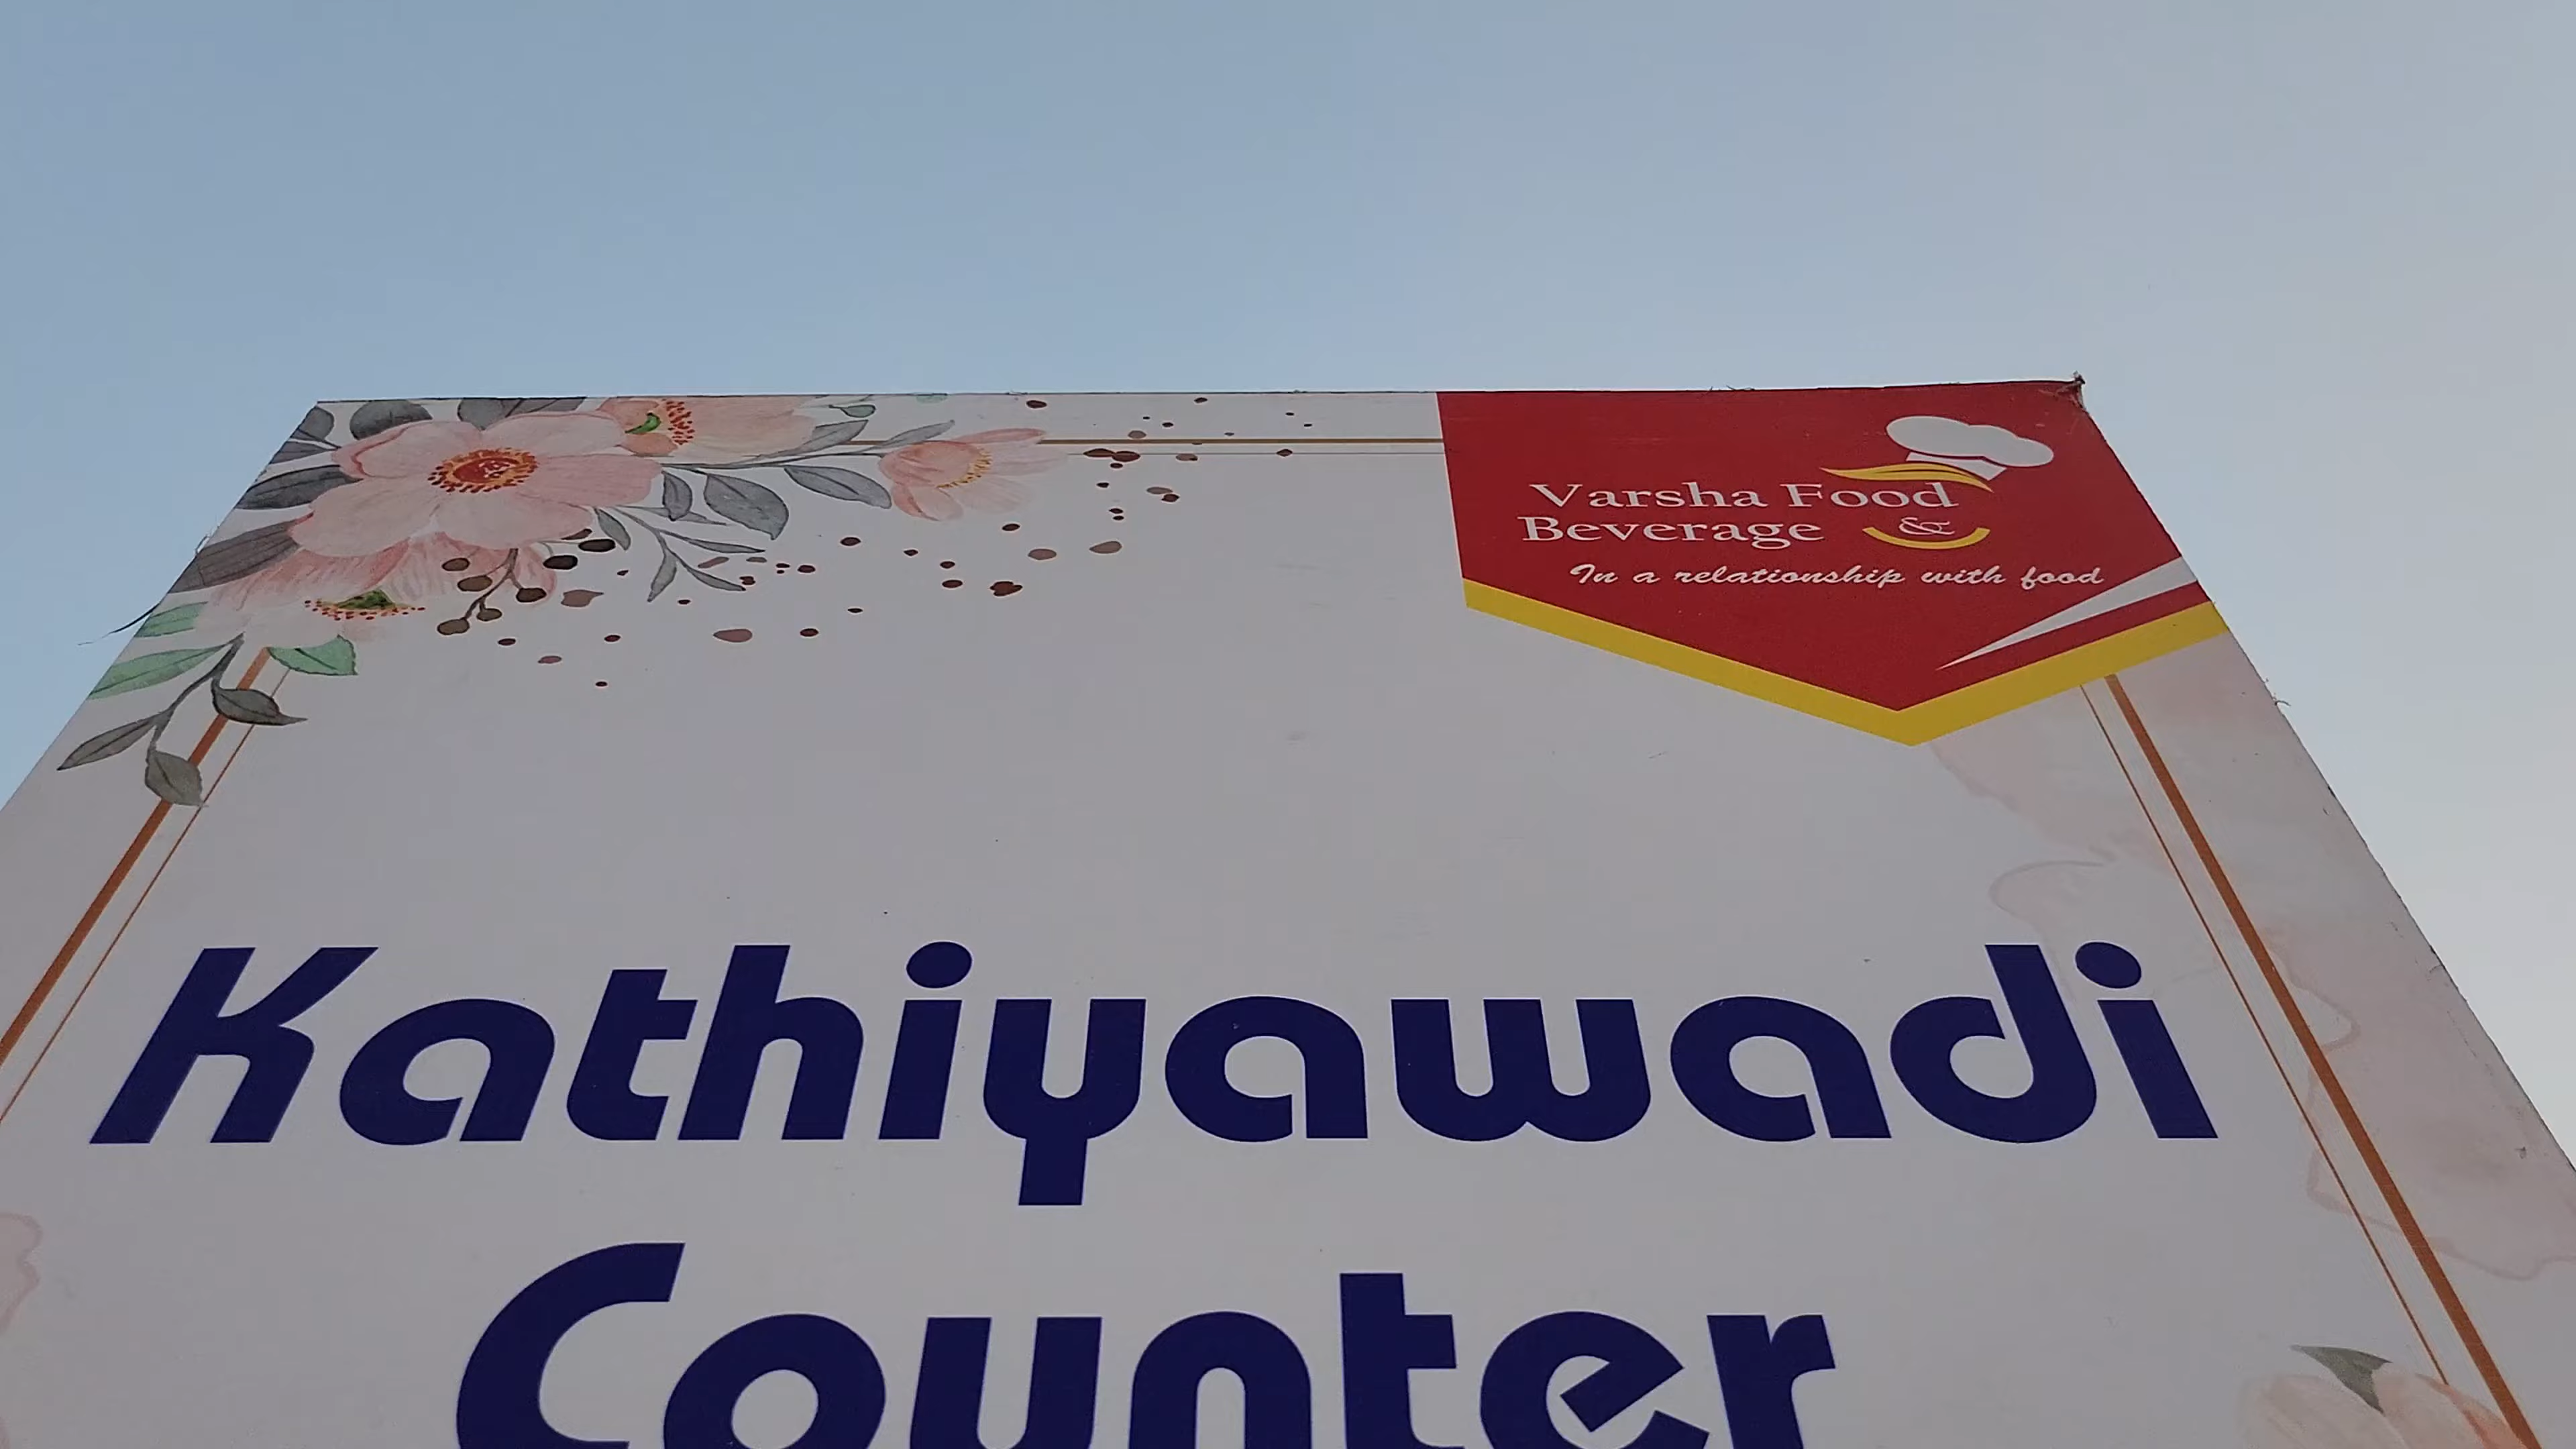 Varsha Food
Beverage &
In a relationship with food
Kathiyawadi
Counter